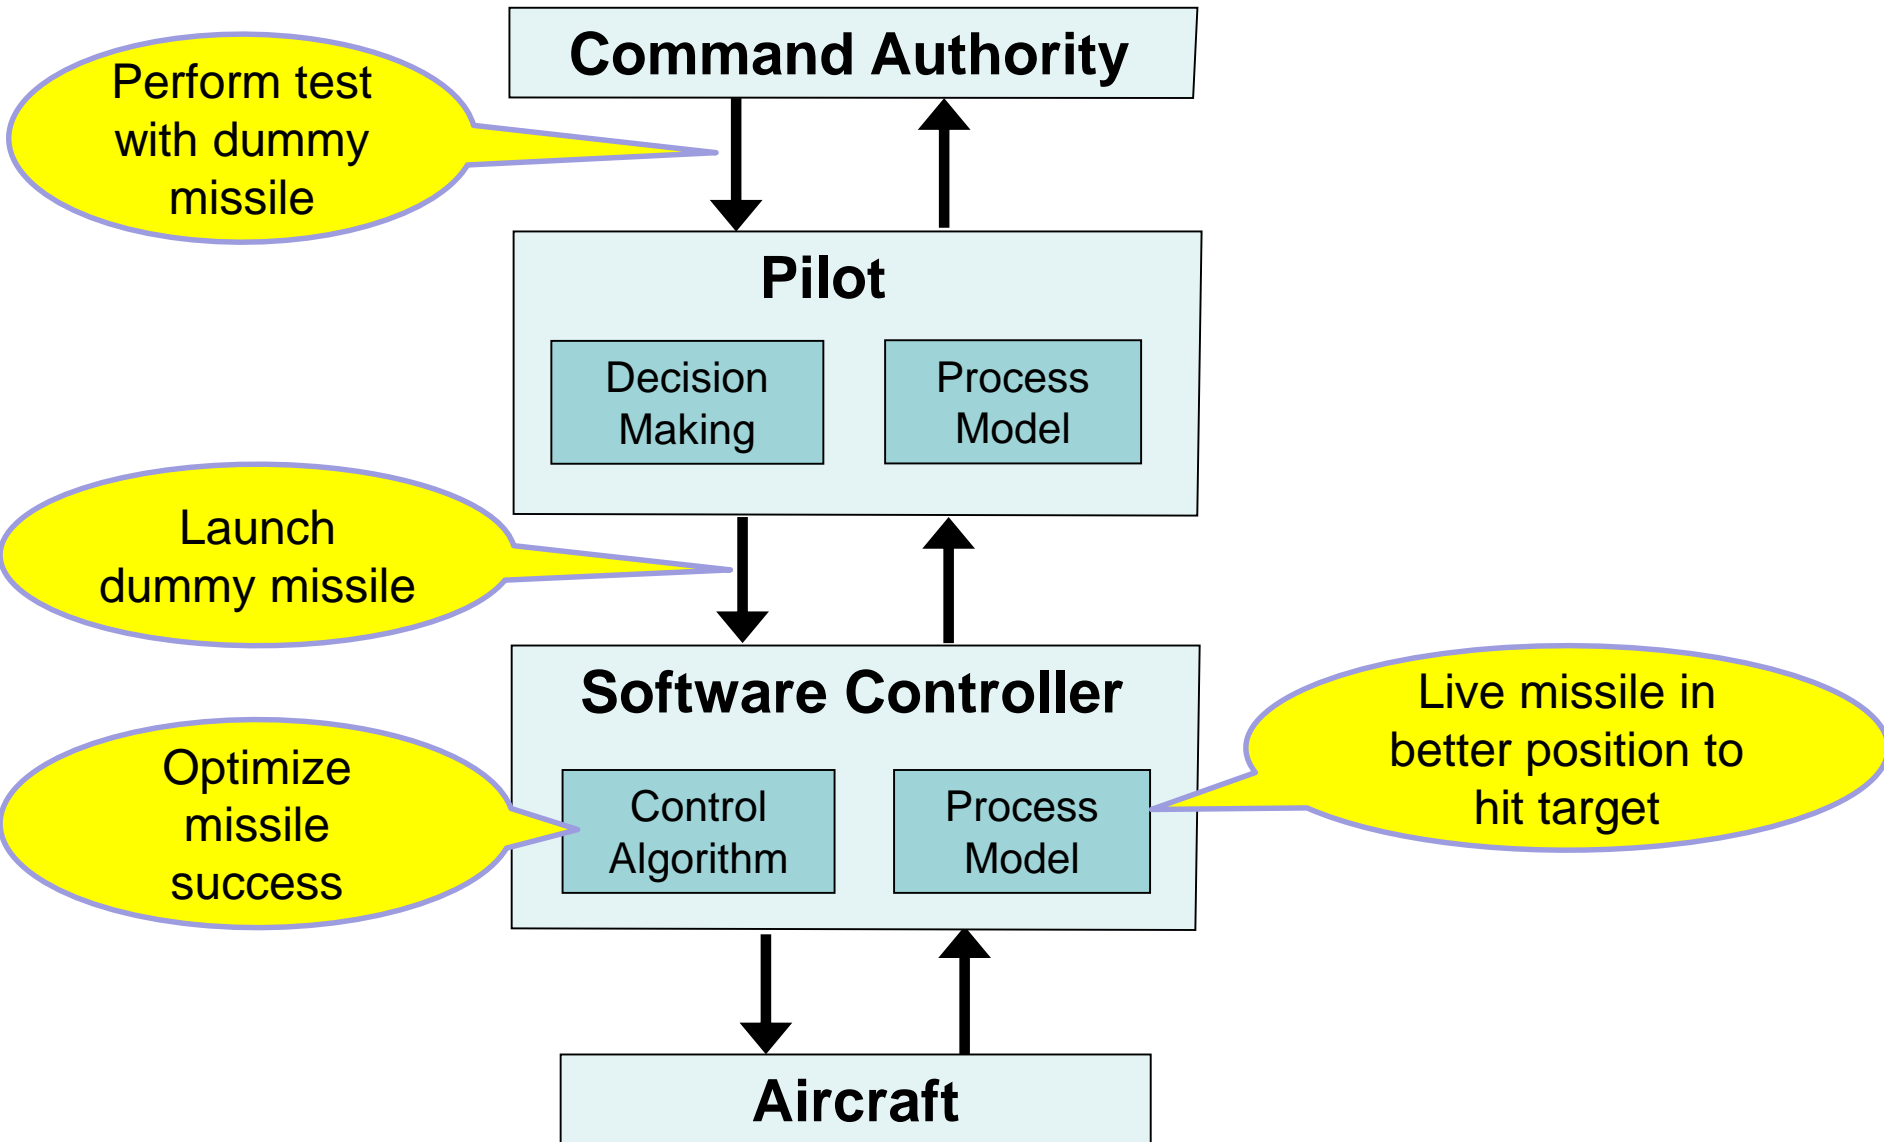 Command Authority
Perform test
with dummy
missile
Pilot
Decision
Making
Process
Model
Launch
dummy missile
Software Controller
Optimize
missile
success
Control
Algorithm
Process
Model
Live missile in
better position to
hit target
Aircraft